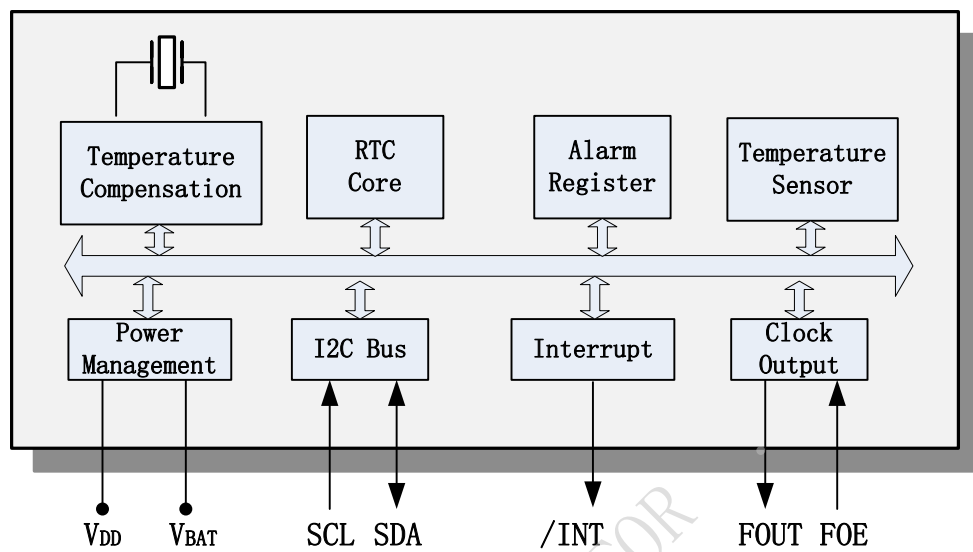 Temperature
Compensation
RTC
Core
Alarm
Register
Temperature
Sensor
Power
Management
I2C Bus
Interrupt
Clock
Output
VDD
VBAT
SCL
SDA
/INT
FOUT
FOE